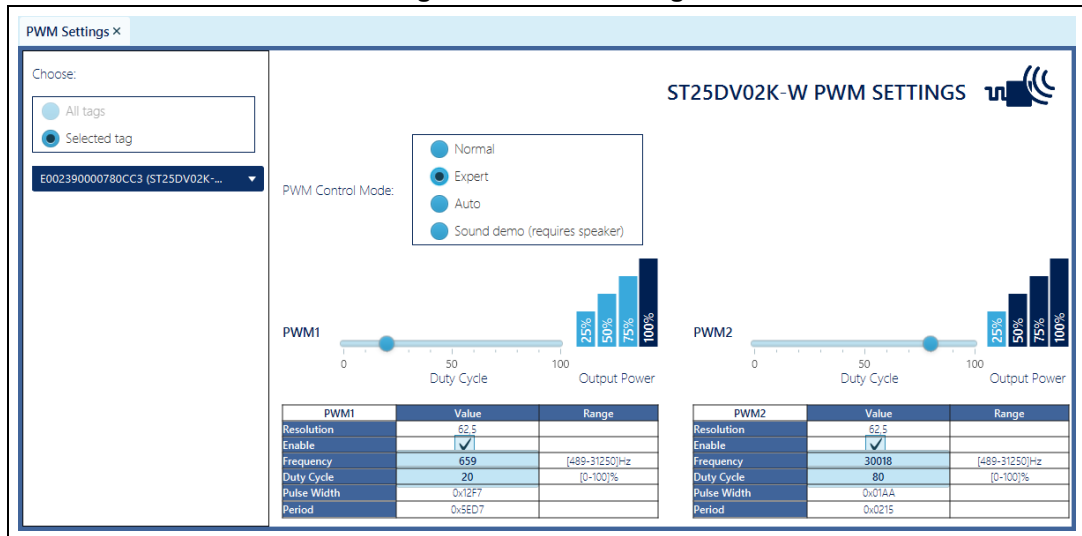 PWM Settings ×
Choose:
All tags
Selected tag
E002390000780CC3 (ST25DV02K-...
ST25DV02K-W PWM SETTINGS
PWM Control Mode:
Normal
Expert
Auto
Sound demo (requires speaker)
PWM1
0 50 100
Duty Cycle
25% 50% 75% 100%
Output Power
PWM2
0 50 100
Duty Cycle
25% 50% 75% 100%
Output Power
PWM1 Value Range
Resolution 62,5
Enable
Frequency 659 [489-31250]Hz
Duty Cycle 20 [0-100]%
Pulse Width 0x12F7
Period 0x5ED7
PWM2 Value Range
Resolution 62,5
Enable
Frequency 30018 [489-31250]Hz
Duty Cycle 80 [0-100]%
Pulse Width 0x01AA
Period 0x0215